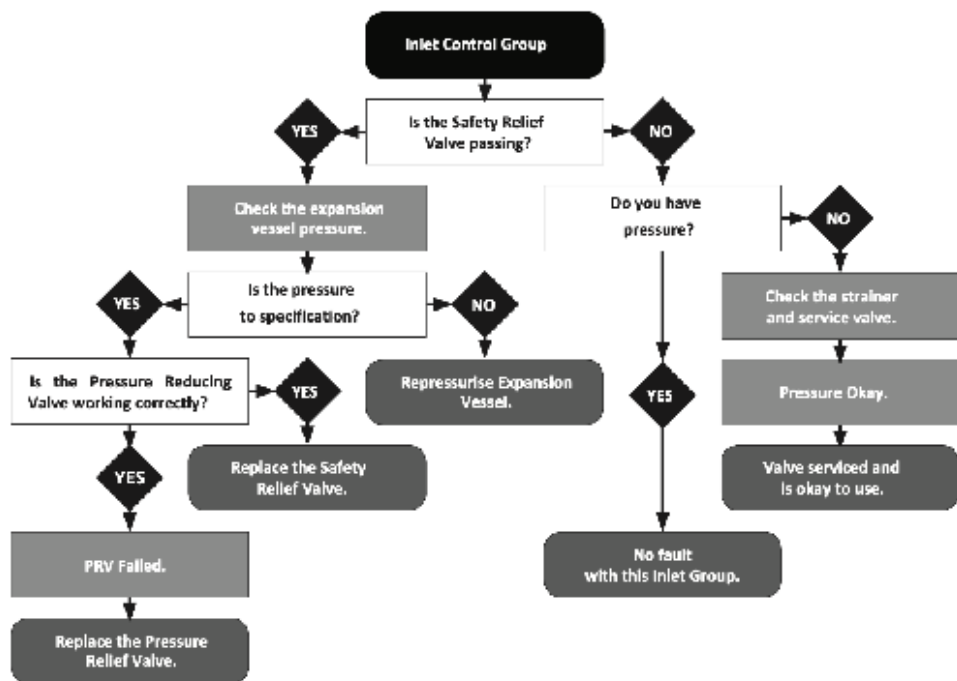 Inlet Control Group
Is the Safety Relief
Valve passing?
YES
NO
Check the expansion
vessel pressure.
Do you have
pressure?
NO
YES
Is the pressure
to specification?
NO
Check the strainer
and service valve.
Is the Pressure Reducing
Valve working correctly?
YES
Repressurise Expansion
Vessel.
YES
Pressure Okay.
YES
Replace the Safety
Relief Valve.
Valve serviced and
is okay to use.
PRV Failed.
No fault
with this Inlet Group.
Replace the Pressure
Relief Valve.